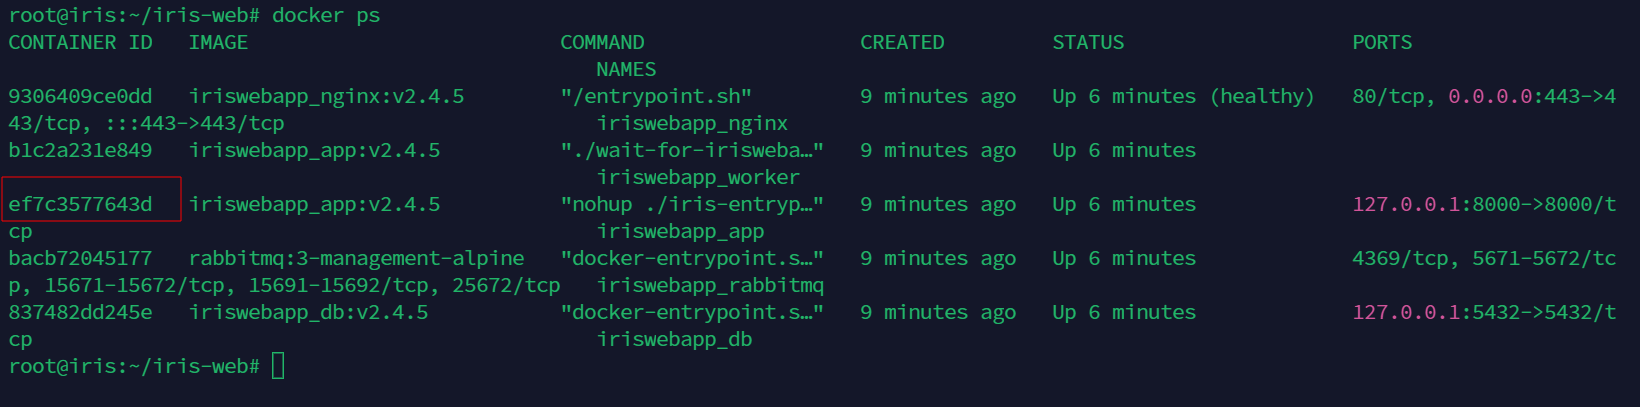 root@iris:~/iris-web# docker ps
CONTAINER ID   IMAGE                          COMMAND                  CREATED         STATUS                   PORTS
                                                 NAMES
9306409ce0dd   iriswebapp_nginx:v2.4.5        "/entrypoint.sh"         9 minutes ago   Up 6 minutes (healthy)   80/tcp, 0.0.0.0:443->4
43/tcp, :::443->443/tcp                          iriswebapp_nginx
b1c2a231e849   iriswebapp_app:v2.4.5          "./wait-for-irisweba…"   9 minutes ago   Up 6 minutes
                                                 iriswebapp_worker
ef7c3577643d   iriswebapp_app:v2.4.5          "nohup ./iris-entryp…"   9 minutes ago   Up 6 minutes             127.0.0.1:8000->8000/t
cp                                               iriswebapp_app
bacb72045177   rabbitmq:3-management-alpine   "docker-entrypoint.s…"   9 minutes ago   Up 6 minutes             4369/tcp, 5671-5672/tc
p, 15671-15672/tcp, 15691-15692/tcp, 25672/tcp   iriswebapp_rabbitmq
837482dd245e   iriswebapp_db:v2.4.5           "docker-entrypoint.s…"   9 minutes ago   Up 6 minutes             127.0.0.1:5432->5432/t
cp                                               iriswebapp_db
root@iris:~/iris-web#